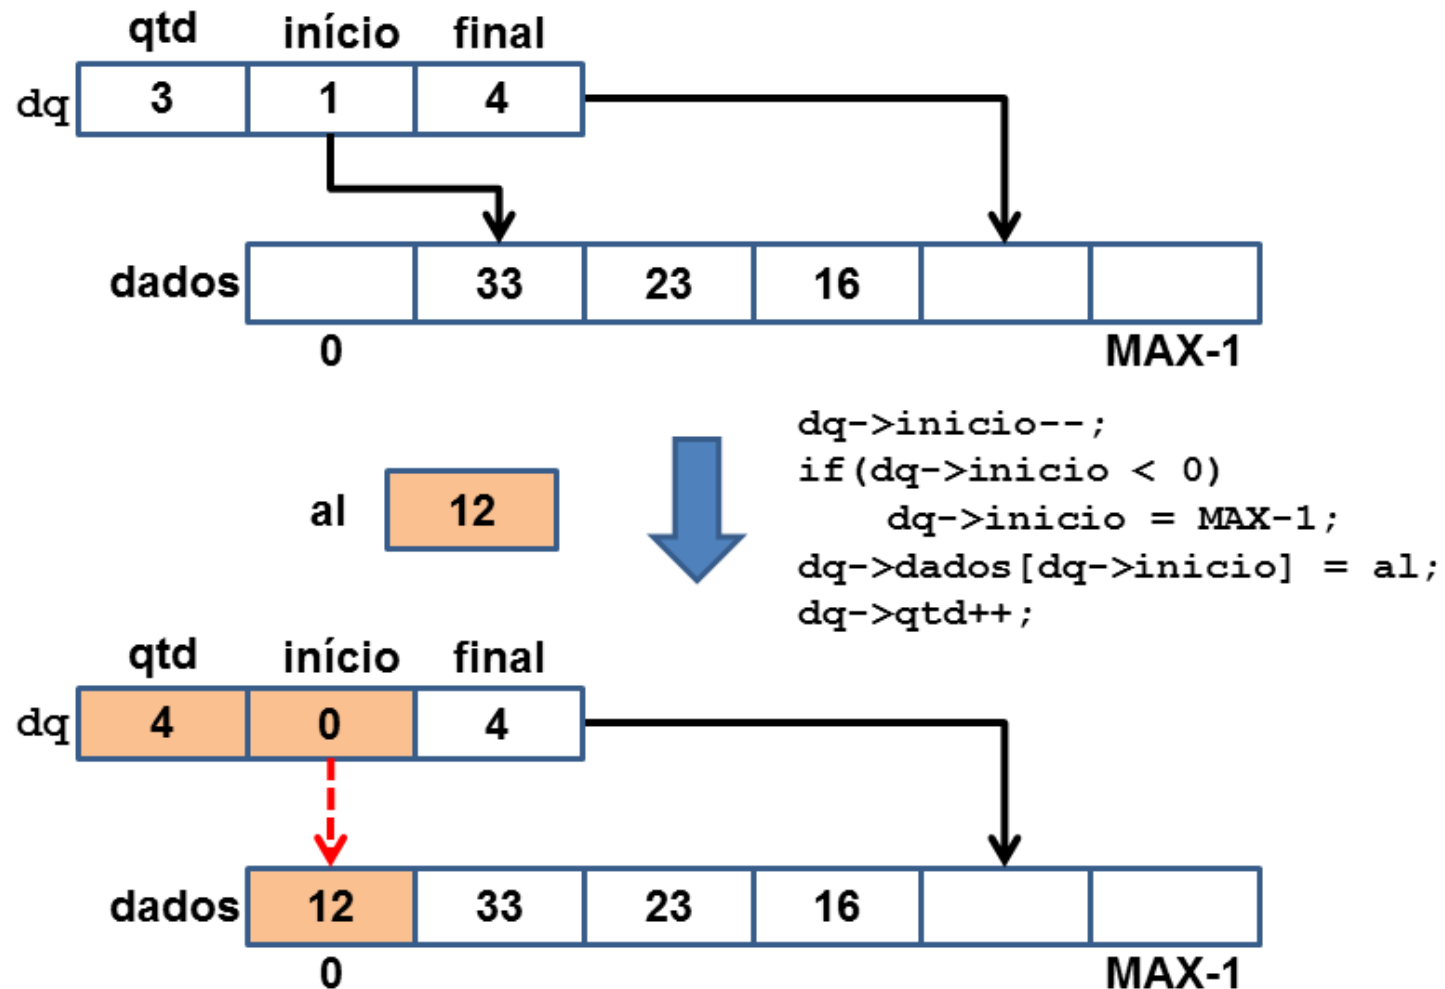 qtd início final
dq 3 1 4
dados 33 23 16
0 MAX-1
dq->inicio--;
if(dq->inicio < 0)
dq->inicio = MAX-1;
dq->dados[dq->inicio] = al;
dq->qtd++;
al 12
qtd início final
dq 4 0 4
dados 12 33 23 16
0 MAX-1